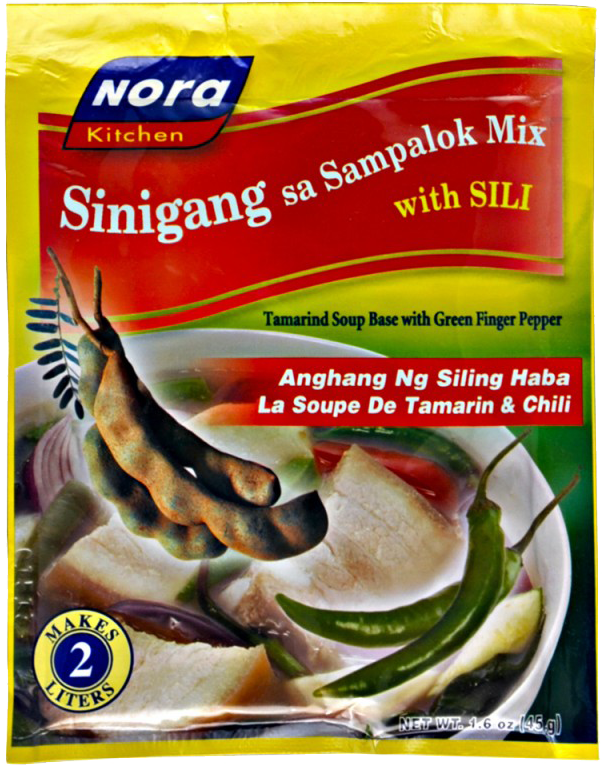 Nora
Kitchen
Sinigang sa Sampalok Mix
with SILI
Tamarind Soup Base with Green Finger Pepper
Anghang Ng Siling Haba
La Soupe De Tamarin & Chili
MAKES
2
LITERS
NET WT. 1.6 oz (45 g)